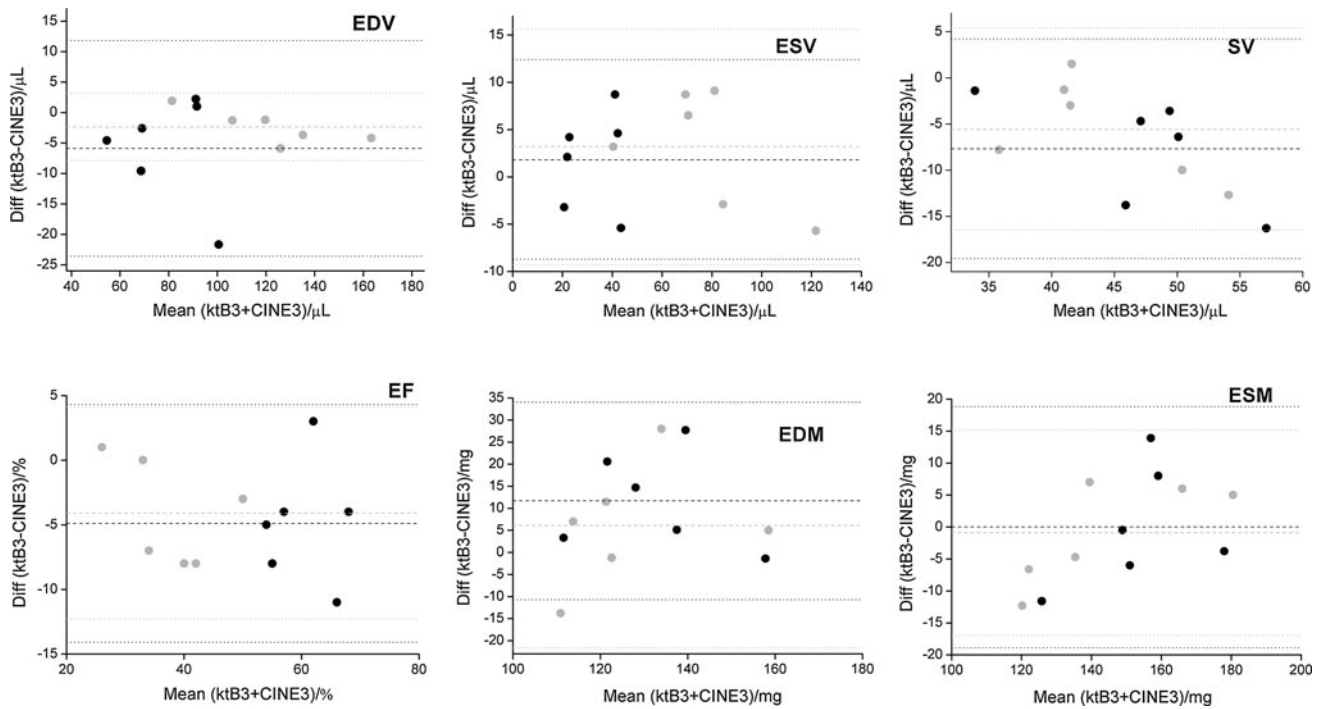 EDV
Diff (ktB3-CINE3)/μL
15
10
5
0
-5
-10
-15
-20
-25
40 60 80 100 120 140 160 180
Mean (ktB3+CINE3)/μL
ESV
Diff (ktB3-CINE3)/μL
15
10
5
0
-5
-10
0 20 40 60 80 100 120 140
Mean (ktB3+CINE3)/μL
SV
Diff (ktB3-CINE3)/μL
5
0
-5
-10
-15
-20
35 40 45 50 55 60
Mean (ktB3+CINE3)/μL
EF
Diff (ktB3-CINE3)/%
5
0
-5
-10
-15
20 40 60 80
Mean (ktB3+CINE3)/%
EDM
Diff (ktB3-CINE3)/mg
35
30
25
20
15
10
5
0
-5
-10
-15
-20
100 120 140 160 180
Mean (ktB3+CINE3)/mg
ESM
Diff (ktB3-CINE3)/mg
20
15
10
5
0
-5
-10
-15
-20
100 120 140 160 180 200
Mean (ktB3+CINE3)/mg